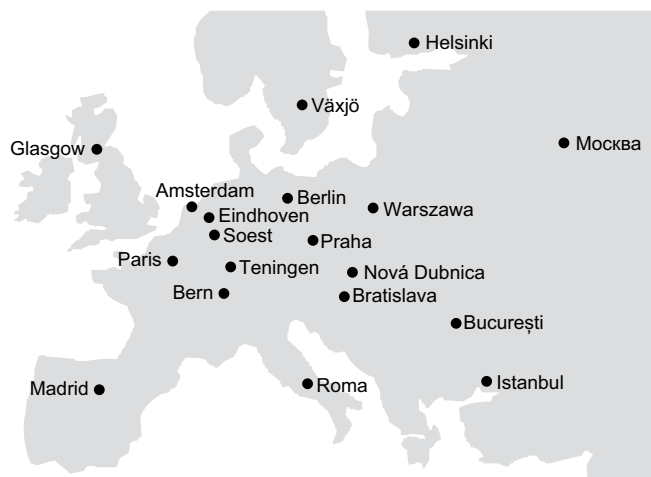 Helsinki
Växjö
Москва
Glasgow
Amsterdam
Berlin
Warszawa
Eindhoven
Soest
Praha
Paris
Teningen
Nová Dubnica
Bern
Bratislava
București
Istanbul
Madrid
Roma